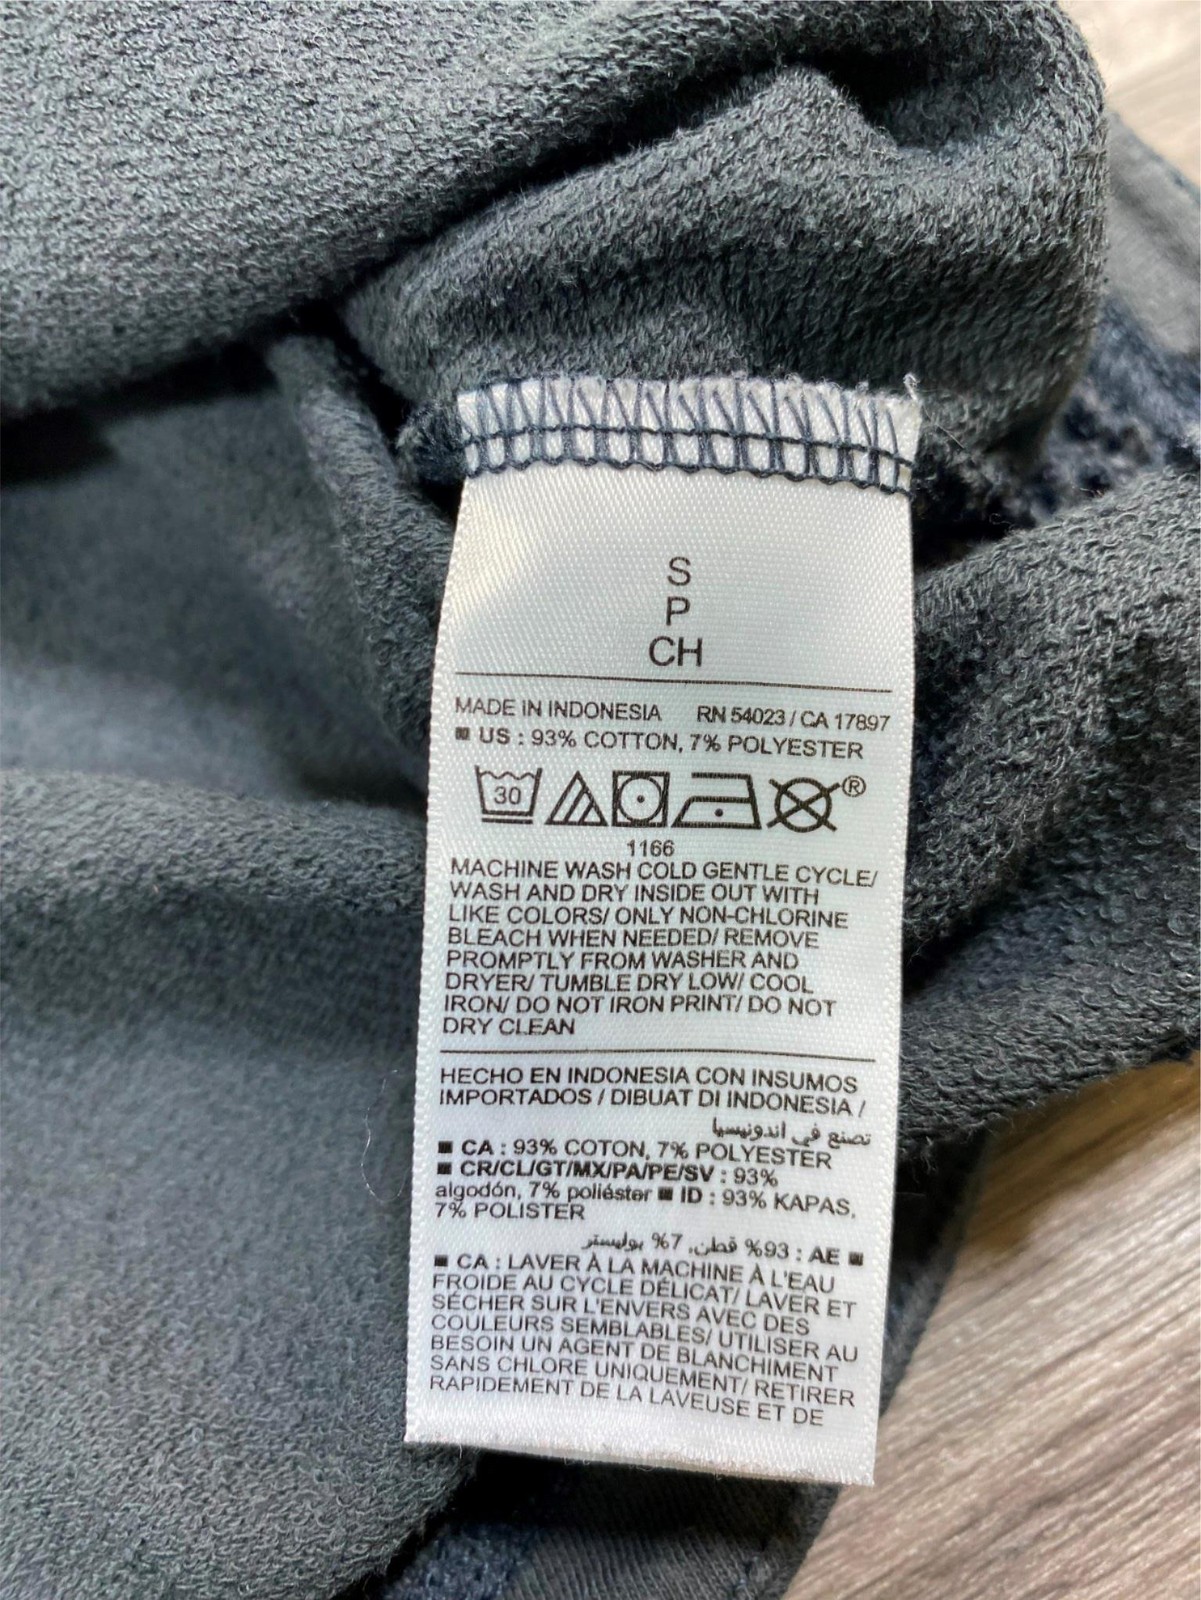 S
P
CH
MADE IN INDONESIA RN 54023 / CA 17897
■ US : 93% COTTON, 7% POLYESTER
30
®
1166
MACHINE WASH COLD GENTLE CYCLE/
WASH AND DRY INSIDE OUT WITH
LIKE COLORS/ ONLY NON-CHLORINE
BLEACH WHEN NEEDED/ REMOVE
PROMPTLY FROM WASHER AND
DRYER/ TUMBLE DRY LOW/ COOL
IRON/ DO NOT IRON PRINT/ DO NOT
DRY CLEAN
HECHO EN INDONESIA CON INSUMOS
IMPORTADOS / DIBUAT DI INDONESIA /
تصنع في اندونيسيا
■ CA : 93% COTON, 7% POLYESTER
■ CR/CL/GT/MX/PA/PE/SV : 93%
algodón, 7% poliéster ■ ID : 93% KAPAS,
7% POLISTER
■ AE : 93% قطن, 7% بوليستر
■ CA : LAVER À LA MACHINE À L'EAU
FROIDE AU CYCLE DÉLICAT/ LAVER ET
SÉCHER SUR L'ENVERS AVEC DES
COULEURS SEMBLABLES/ UTILISER AU
BESOIN UN AGENT DE BLANCHIMENT
SANS CHLORE UNIQUEMENT/ RETIRER
RAPIDEMENT DE LA LAVEUSE ET DE